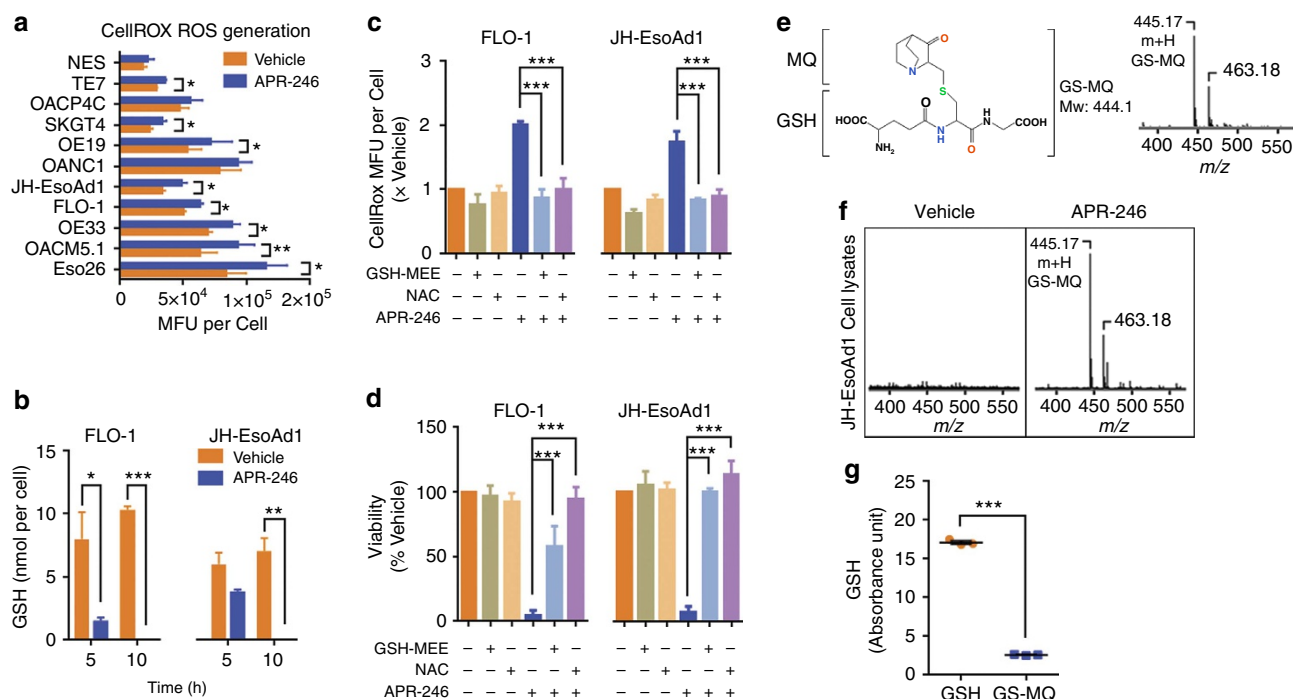 a
CellROX ROS generation
Vehicle
APR-246
NES
TE7
*
OACP4C
SKGT4
*
OE19
*
OANC1
JH-EsoAd1
*
FLO-1
*
OE33
*
OACM5.1
**
Eso26
*
0 5×10⁴ 1×10⁵ 2×10⁵
MFU per Cell
b
FLO-1 JH-EsoAd1
Vehicle
APR-246
GSH (nmol per cell)
15
10
5
0
* *** **
5 10 5 10
Time (h)
c
FLO-1 JH-EsoAd1
CellRox MFU per Cell
(× Vehicle)
3
2
1
0
*** ***
*** ***
GSH-MEE – + – – + – – + – – + –
NAC – – + – – + – – + – – +
APR-246 – – – + + + – – – + + +
d
FLO-1 JH-EsoAd1
Viability
(% Vehicle)
150
100
50
0
*** ***
*** ***
GSH-MEE – + – – + – – + – – + –
NAC – – + – – + – – + – – +
APR-246 – – – + + + – – – + + +
e
MQ
GSH
O
N
S
HOOC
NH₂
O
N
H
O
H
N
COOH
GS-MQ
Mw: 444.1
445.17
m+H
GS-MQ
463.18
400 450 500 550
m/z
f
Vehicle APR-246
JH-EsoAd1 Cell lysates
445.17
m+H
GS-MQ
463.18
400 450 500 550 400 450 500 550
m/z m/z
g
GSH
(Absorbance unit)
25
20
15
10
5
0
***
GSH GS-MQ